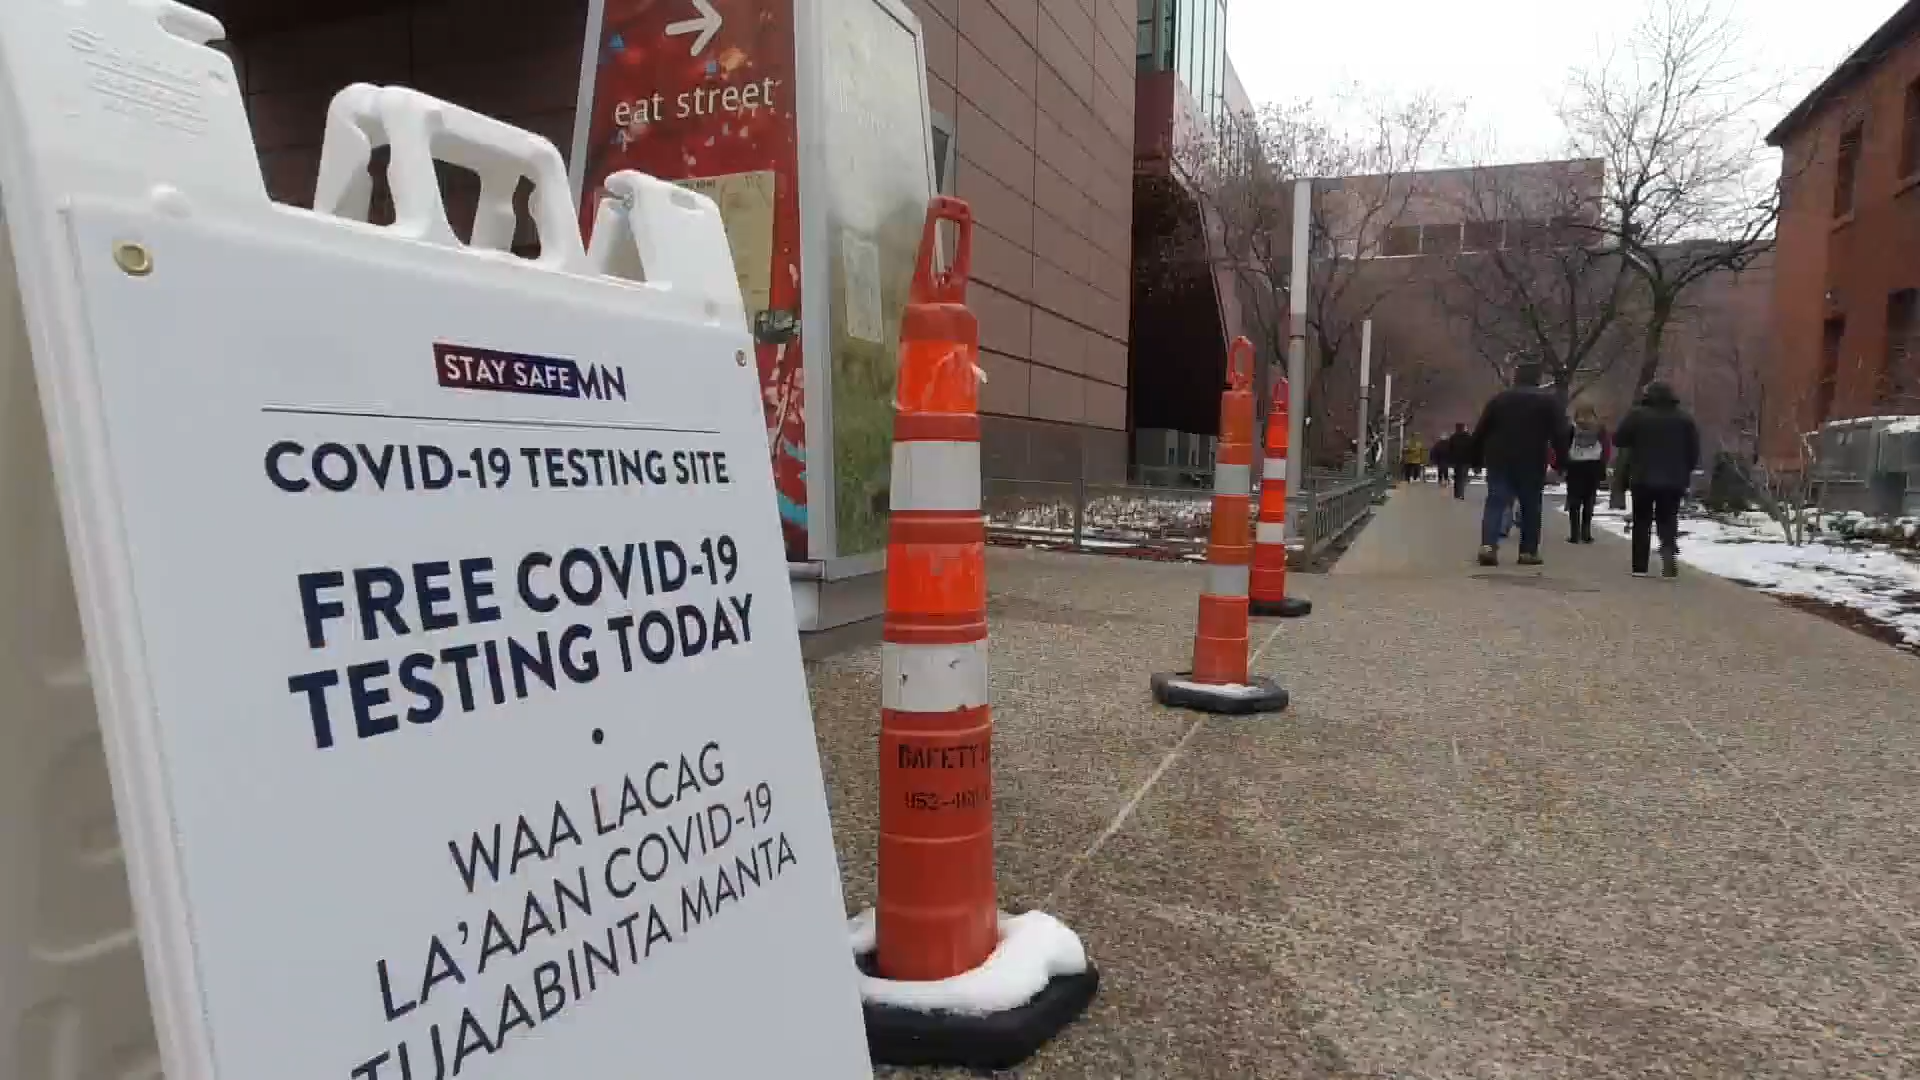 eat street
STAY SAFE MN
COVID-19 TESTING SITE
FREE COVID-19
TESTING TODAY
•
WAA LACAG
LA'AAN COVID-19
TIJAABINTA MANTA
SAFETY